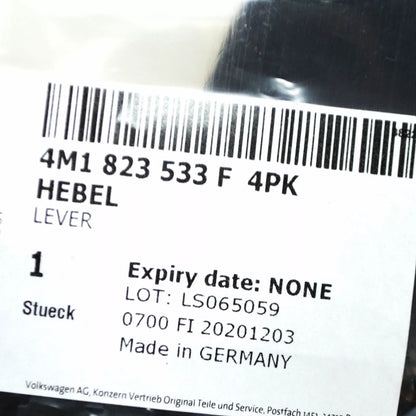 4M1 823 533 F 4PK
HEBEL
LEVER
1
Stueck
Expiry date: NONE
LOT: LS065059
0700 FI 20201203
Made in GERMANY
Volkswagen AG, Konzern Vertrieb Original Teile und Service, Postfach